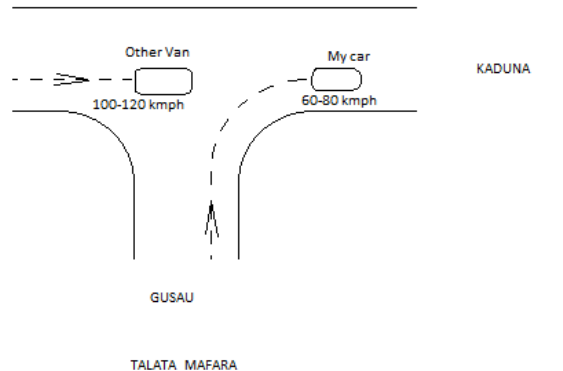 Other Van
My car
KADUNA
100-120 kmph
60-80 kmph
GUSAU
TALATA MAFARA